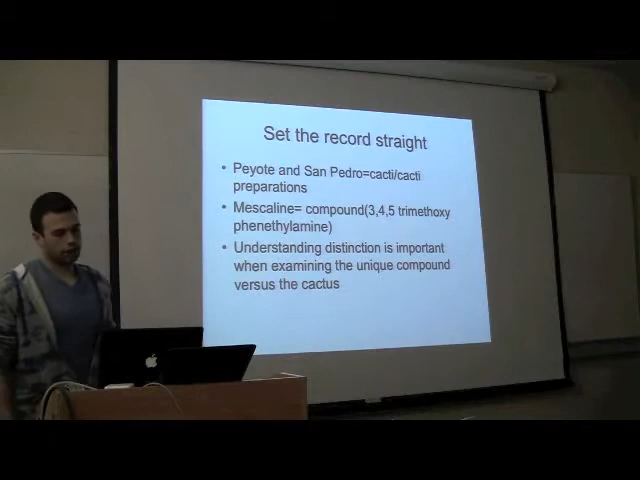 Set the record straight
• Peyote and San Pedro=cacti/cacti
preparations
• Mescaline= compound(3,4,5 trimethoxy
phenethylamine)
• Understanding distinction is important
when examining the unique compound
versus the cactus